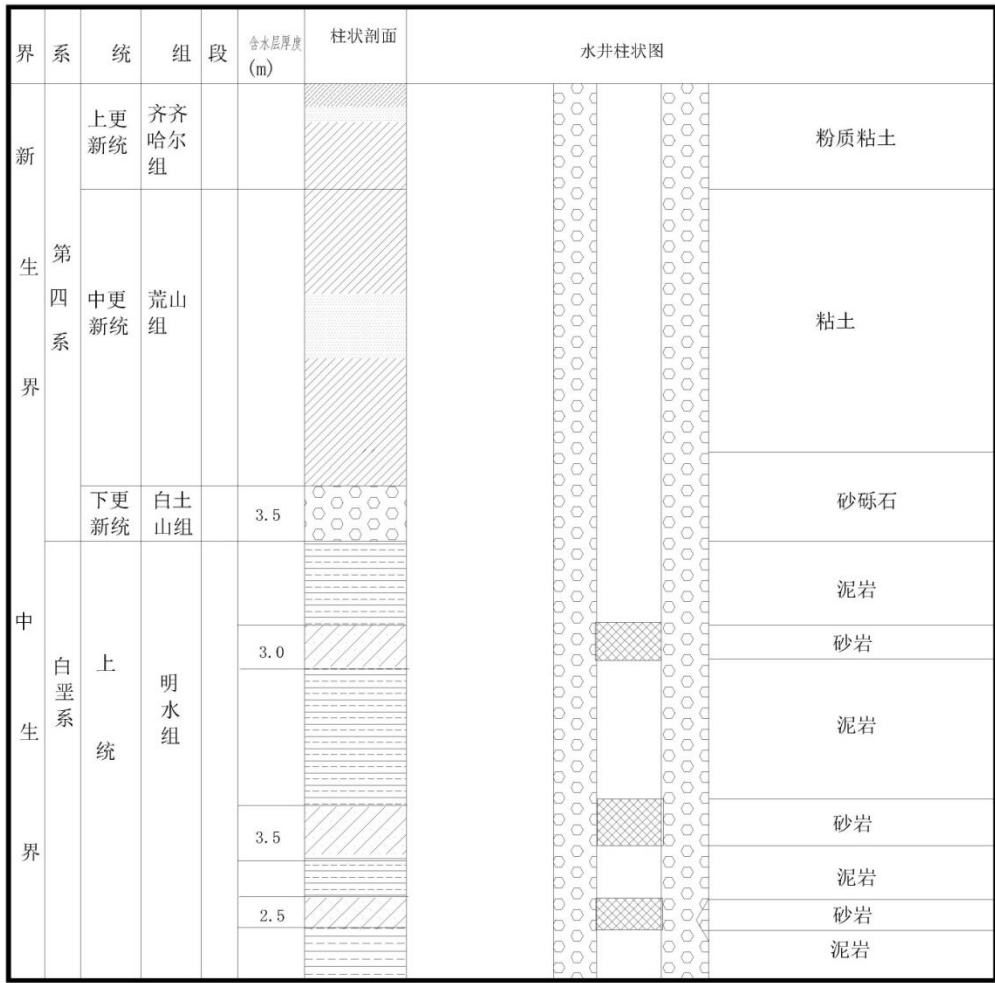 界 系 统 组 段 含水层厚度 (m) 柱状剖面 水井柱状图
新生界
第四系
上更新统
齐齐哈尔组
粉质粘土
中更新统
荒山组
粘土
下更新统
白土山组
3.5
砂砾石
中生界
白垩系
上统
明水组
泥岩
3.0
砂岩
泥岩
3.5
砂岩
泥岩
2.5
砂岩
泥岩